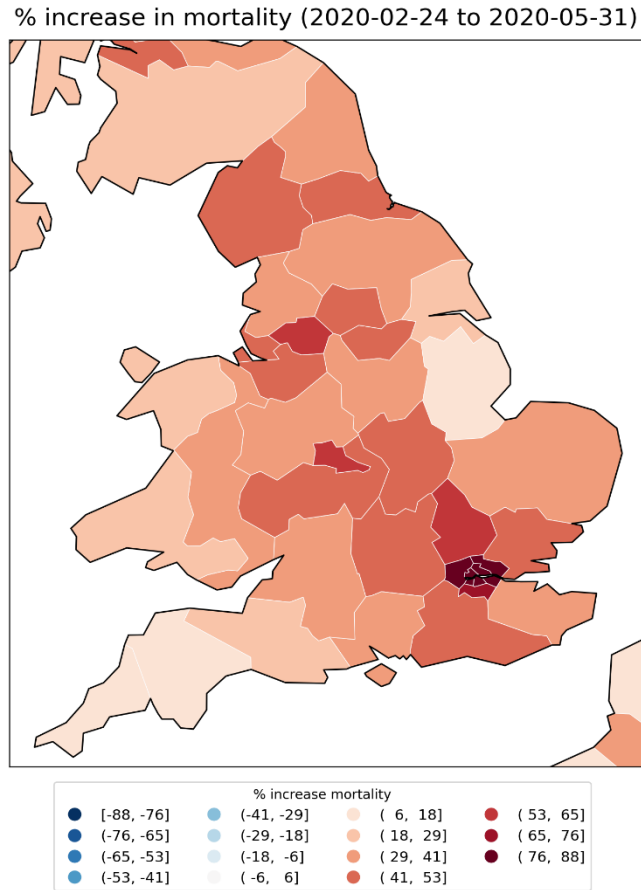 % increase in mortality (2020-02-24 to 2020-05-31)
% increase mortality
[-88, -76] (-41, -29] ( 6, 18] ( 53, 65]
(-76, -65] (-29, -18] ( 18, 29] ( 65, 76]
(-65, -53] (-18, -6] ( 29, 41] ( 76, 88]
(-53, -41] ( -6, 6] ( 41, 53]